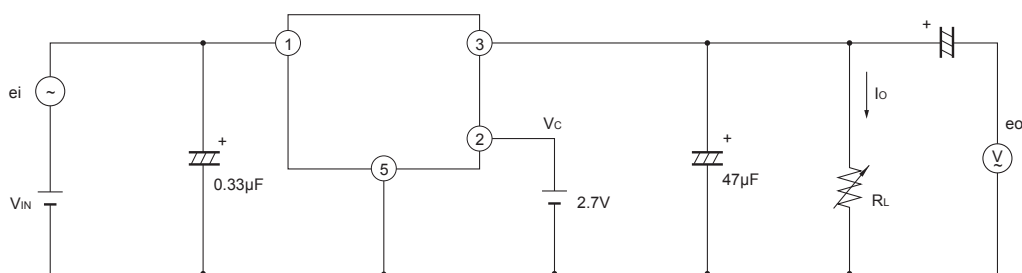 +
1
3
ei
~
IO
+
VC
+
eo
2
V
~
5
0.33µF
47µF
VIN
2.7V
RL